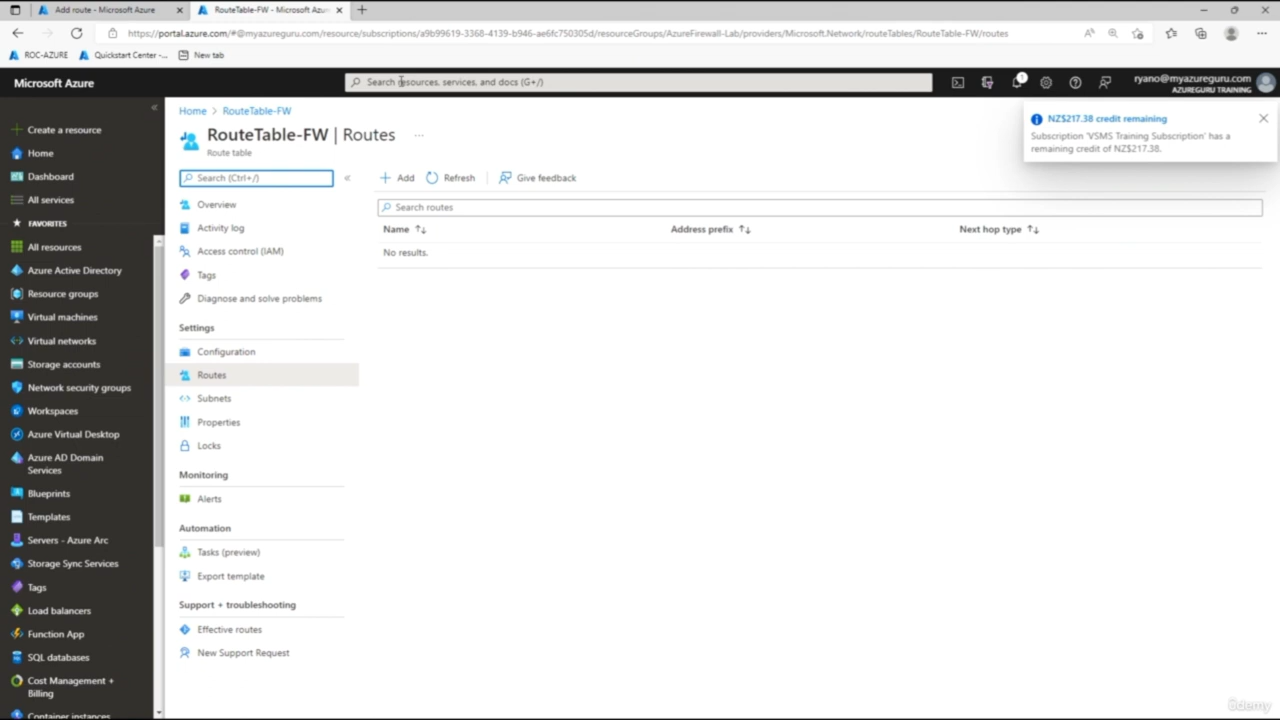 Add route - Microsoft Azure
RouteTable-FW - Microsoft Azu
https://portal.azure.com/#@myazureguru.com/resource/subscriptions/a9b99619-3368-4139-b946-ae6fc750305d/resourceGroups/AzureFirewall-Lab/providers/Microsoft.Network/routeTables/RouteTable-FW/routes
ROC-AZURE
Quickstart Center -...
New tab
Microsoft Azure
Search resources, services, and docs (G+/)
1
ryano@myazureguru.com
AZUREGURU TRAINING
Create a resource
Home
Dashboard
All services
FAVORITES
All resources
Azure Active Directory
Resource groups
Virtual machines
Virtual networks
Storage accounts
Network security groups
Workspaces
Azure Virtual Desktop
Azure AD Domain
Services
Blueprints
Templates
Servers - Azure Arc
Storage Sync Services
Tags
Load balancers
Function App
SQL databases
Cost Management +
Billing
Container instances
Home > RouteTable-FW
RouteTable-FW | Routes ...
Route table
Search (Ctrl+/)
Overview
Activity log
Access control (IAM)
Tags
Diagnose and solve problems
Settings
Configuration
Routes
Subnets
Properties
Locks
Monitoring
Alerts
Automation
Tasks (preview)
Export template
Support + troubleshooting
Effective routes
New Support Request
Add
Refresh
Give feedback
Search routes
Name
Address prefix
Next hop type
No results.
NZ$217.38 credit remaining
Subscription 'VSMS Training Subscription' has a
remaining credit of NZ$217.38.
ûdemy